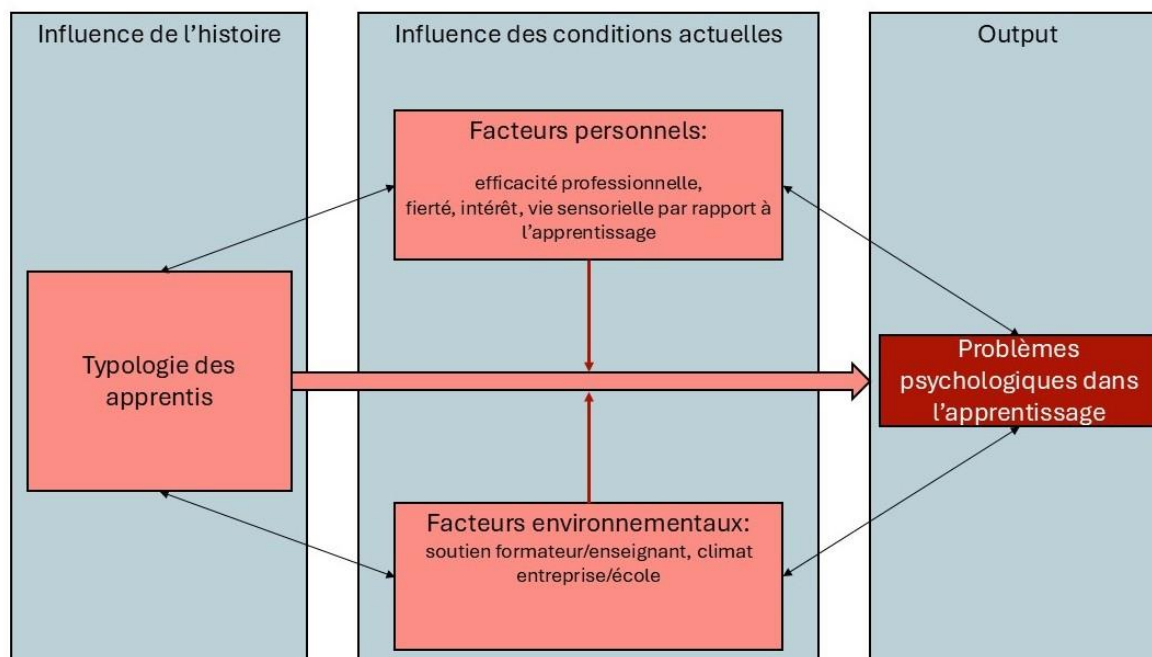 Influence de l’histoire
Influence des conditions actuelles
Output
Facteurs personnels:
efficacité professionnelle,
fierté, intérêt, vie sensorielle par rapport à
l’apprentissage
Typologie des
apprentis
Problèmes
psychologiques dans
l’apprentissage
Facteurs environnementaux:
soutien formateur/enseignant, climat
entreprise/école